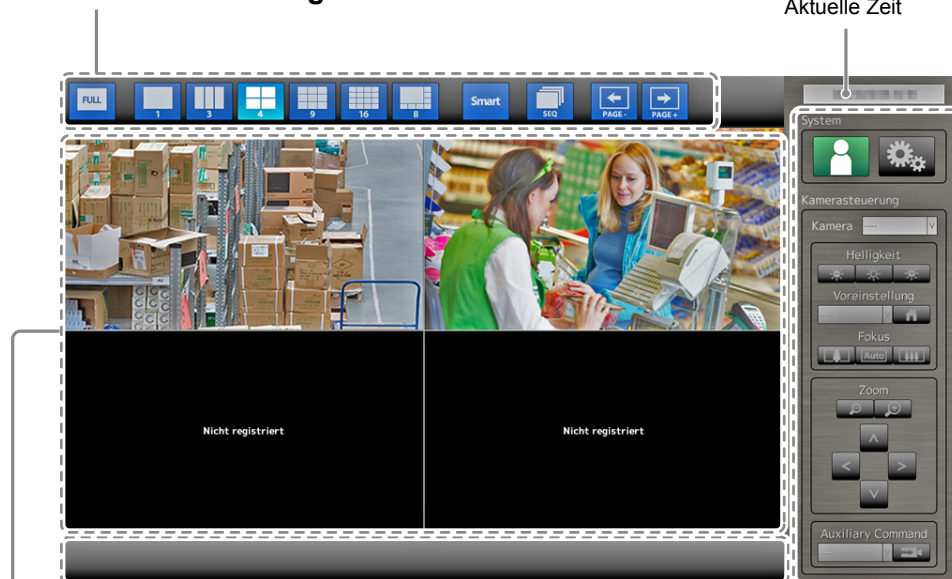 Aktuelle Zeit
FULL 1 3 4 9 16 8 Smart SEQ PAGE- PAGE+
System
Kamerasteuerung
Kamera ----
Helligkeit
Voreinstellung
----
Fokus
Auto
Zoom
Nicht registriert Nicht registriert
Auxiliary Command
----